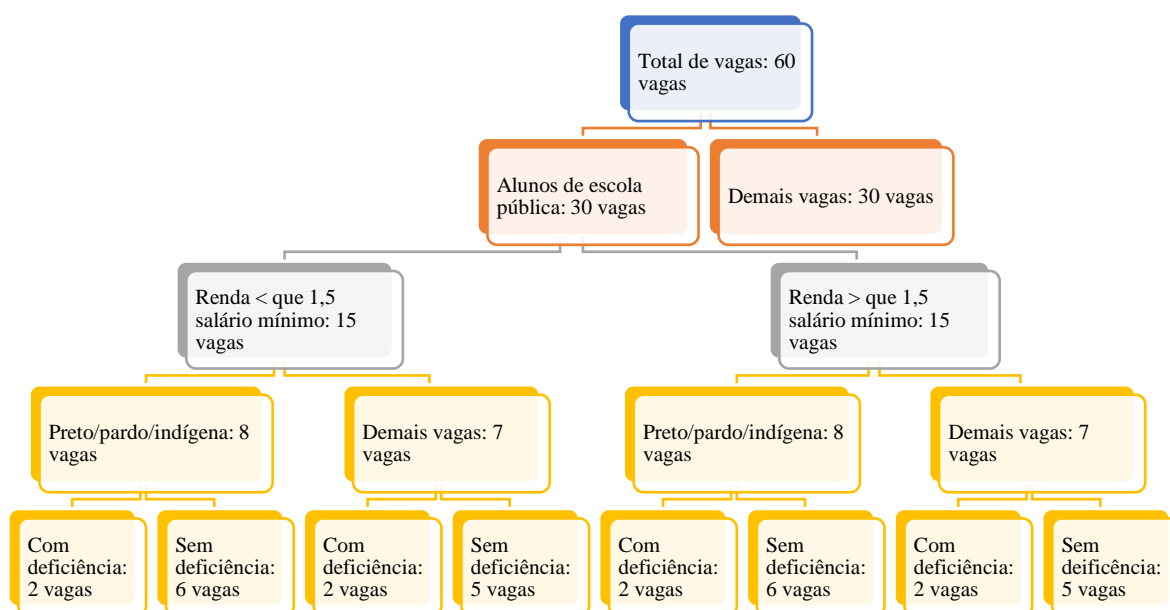 Total de vagas: 60
vagas
Alunos de escola
pública: 30 vagas
Demais vagas: 30 vagas
Renda < que 1,5
salário mínimo: 15
vagas
Renda > que 1,5
salário mínimo: 15
vagas
Preto/pardo/indígena: 8
vagas
Demais vagas: 7
vagas
Preto/pardo/indígena: 8
vagas
Demais vagas: 7
vagas
Com
deficiência:
2 vagas
Sem
deficiência:
6 vagas
Com
deficiência:
2 vagas
Sem
deficiência:
5 vagas
Com
deficiência:
2 vagas
Sem
deficiência:
6 vagas
Com
deficiência:
2 vagas
Sem
deificência:
5 vagas